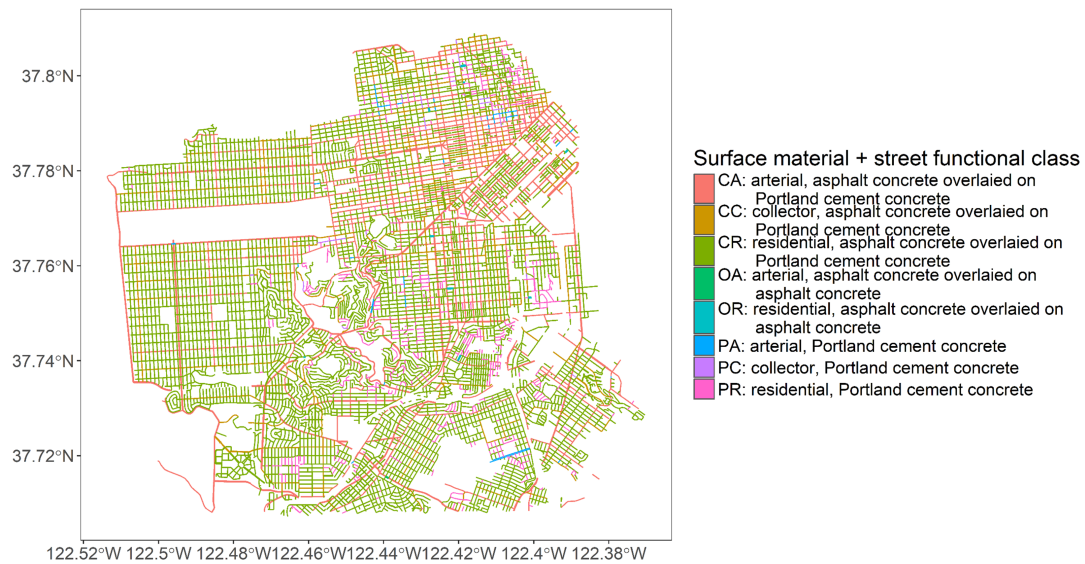 37.8°N
37.78°N
37.76°N
37.74°N
37.72°N
122.52°W 122.5°W 122.48°W 122.46°W 122.44°W 122.42°W 122.4°W 122.38°W
Surface material + street functional class
CA: arterial, asphalt concrete overlaied on
Portland cement concrete
CC: collector, asphalt concrete overlaied on
Portland cement concrete
CR: residential, asphalt concrete overlaied on
Portland cement concrete
OA: arterial, asphalt concrete overlaied on
asphalt concrete
OR: residential, asphalt concrete overlaied on
asphalt concrete
PA: arterial, Portland cement concrete
PC: collector, Portland cement concrete
PR: residential, Portland cement concrete